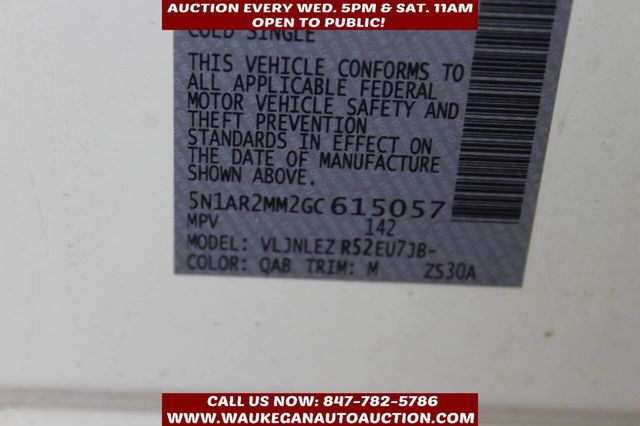 AUCTION EVERY WED. 5PM & SAT. 11AM
OPEN TO PUBLIC!
COLD SINGLE
THIS VEHICLE CONFORMS TO
ALL APPLICABLE FEDERAL
MOTOR VEHICLE SAFETY AND
THEFT PREVENTION
STANDARDS IN EFFECT ON
THE DATE OF MANUFACTURE
SHOWN ABOVE.
5N1AR2MM2GC615057
MPV 142
MODEL: VLJNLEZ R52EU7JB-
COLOR: QAB TRIM: M ZS30A
CALL US NOW: 847-782-5786
WWW.WAUKEGANAUTOAUCTION.COM